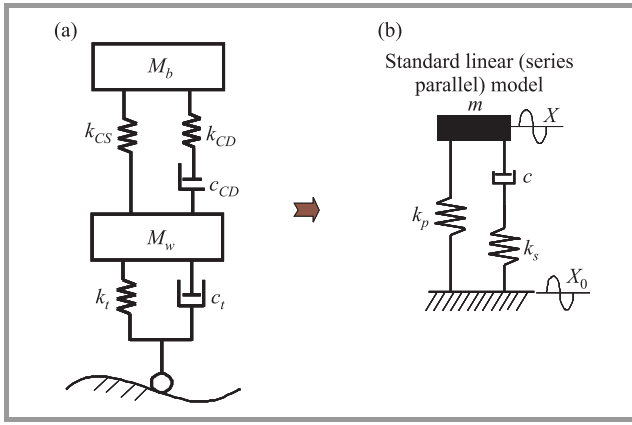 (a)
M_b
k_CS
k_CD
c_CD
M_w
k_t
c_t
(b)
Standard linear (series
parallel) model
m
X
c
k_p
k_s
X_0